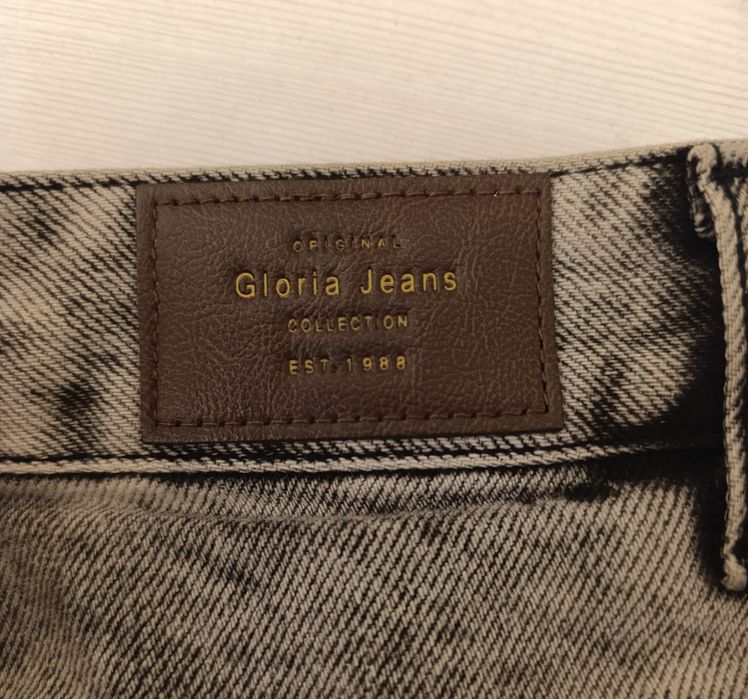 ORIGINAL
Gloria Jeans
COLLECTION
EST. 1988